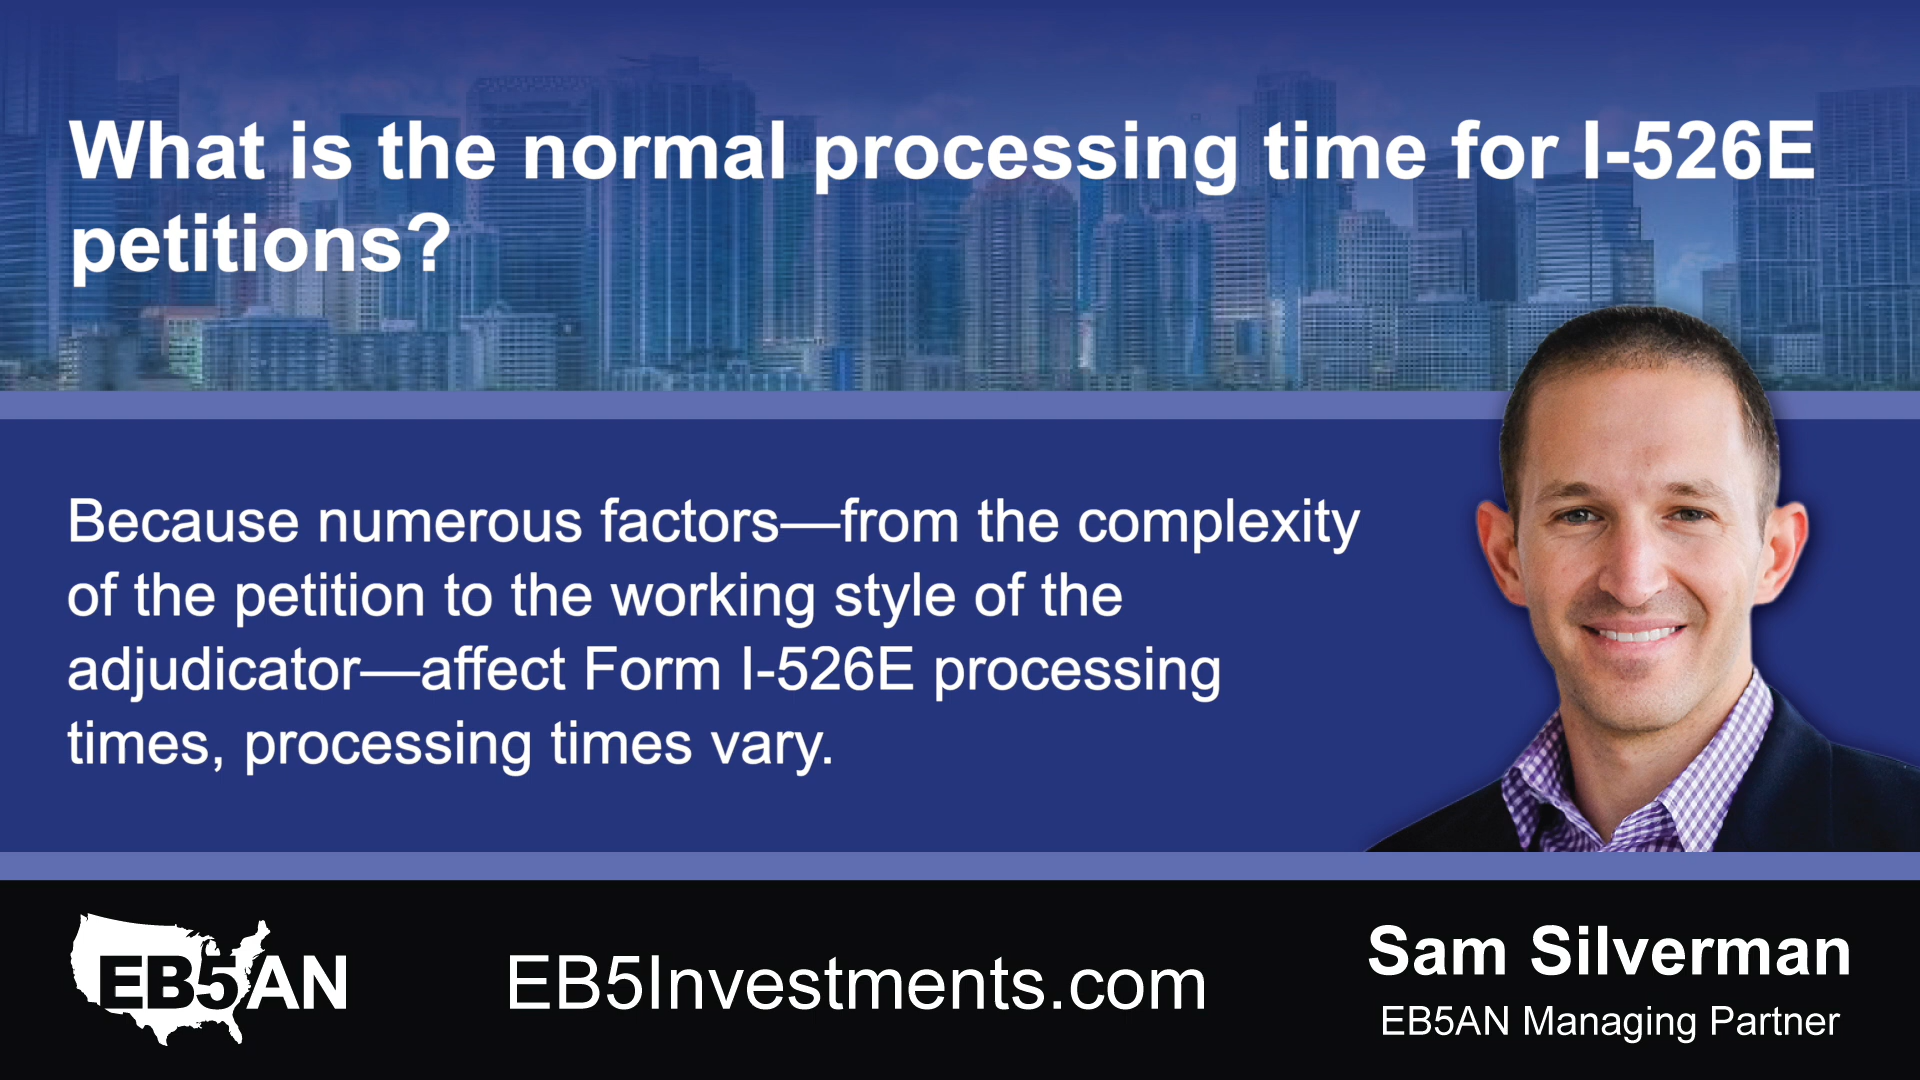 What is the normal processing time for I-526E
petitions?
Because numerous factors—from the complexity
of the petition to the working style of the
adjudicator—affect Form I-526E processing
times, processing times vary.
EB5AN
EB5Investments.com
Sam Silverman
EB5AN Managing Partner